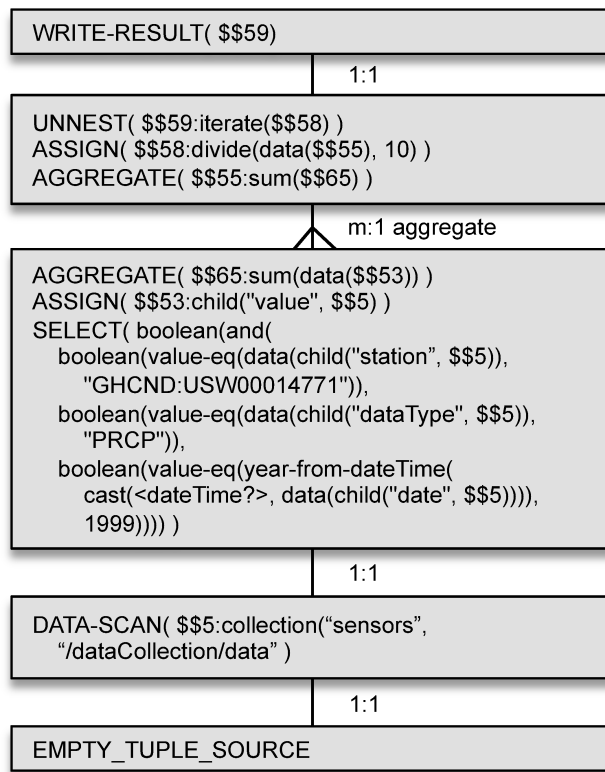 WRITE-RESULT( $$59)
1:1
UNNEST( $$59:iterate($$58) )
ASSIGN( $$58:divide(data($$55), 10) )
AGGREGATE( $$55:sum($$65) )
m:1 aggregate
AGGREGATE( $$65:sum(data($$53)) )
ASSIGN( $$53:child("value", $$5) )
SELECT( boolean(and(
boolean(value-eq(data(child("station”, $$5)),
"GHCND:USW00014771")),
boolean(value-eq(data(child("dataType", $$5)),
"PRCP")),
boolean(value-eq(year-from-dateTime(
cast(<dateTime?>, data(child("date", $$5)))),
1999)))) )
1:1
DATA-SCAN( $$5:collection(“sensors”,
“/dataCollection/data” )
1:1
EMPTY_TUPLE_SOURCE